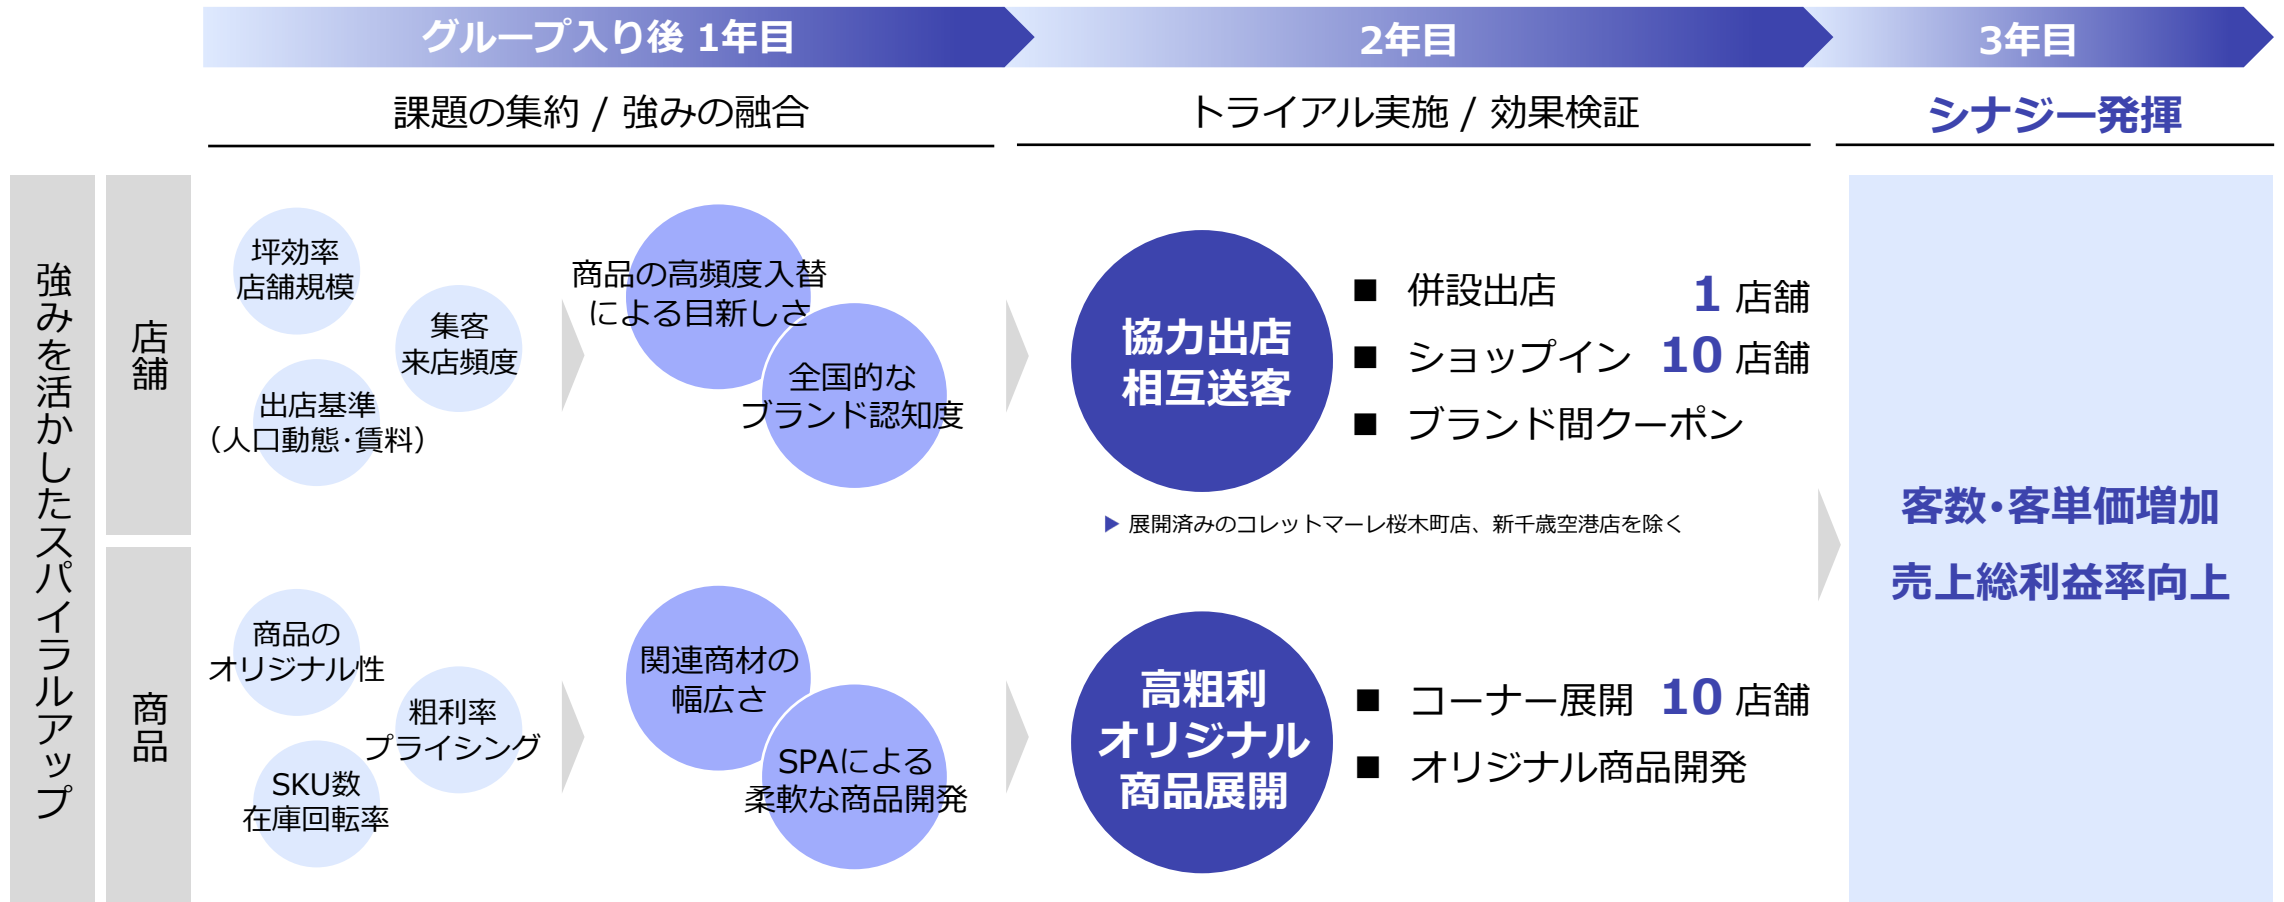 グループ入り後 1年目
2年目
3年目
課題の集約 / 強みの融合
トライアル実施 / 効果検証
シナジー発揮
強みを活かしたスパイラルアップ
店舗
坪効率
店舗規模
集客
来店頻度
出店基準
（人口動態･賃料）
商品の高頻度入替
による目新しさ
全国的な
ブランド認知度
協力出店
相互送客
■ 併設出店 1 店舗
■ ショップイン 10 店舗
■ ブランド間クーポン
▶ 展開済みのコレットマーレ桜木町店、新千歳空港店を除く
商品
商品の
オリジナル性
粗利率
プライシング
SKU数
在庫回転率
関連商材の
幅広さ
SPAによる
柔軟な商品開発
高粗利
オリジナル
商品展開
■ コーナー展開 10 店舗
■ オリジナル商品開発
客数･客単価増加
売上総利益率向上